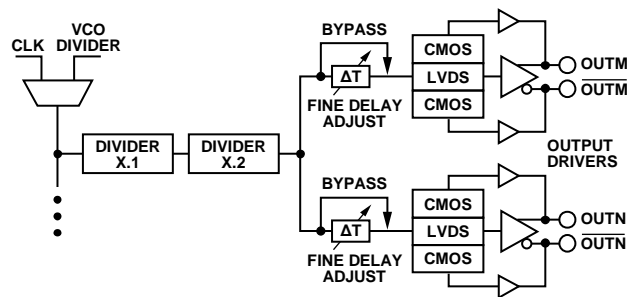 CLK
VCO
DIVIDER
DIVIDER
X.1
DIVIDER
X.2
BYPASS
ΔT
FINE DELAY
ADJUST
CMOS
LVDS
CMOS
OUTM
OUTM
OUTPUT
DRIVERS
BYPASS
ΔT
FINE DELAY
ADJUST
CMOS
LVDS
CMOS
OUTN
OUTN